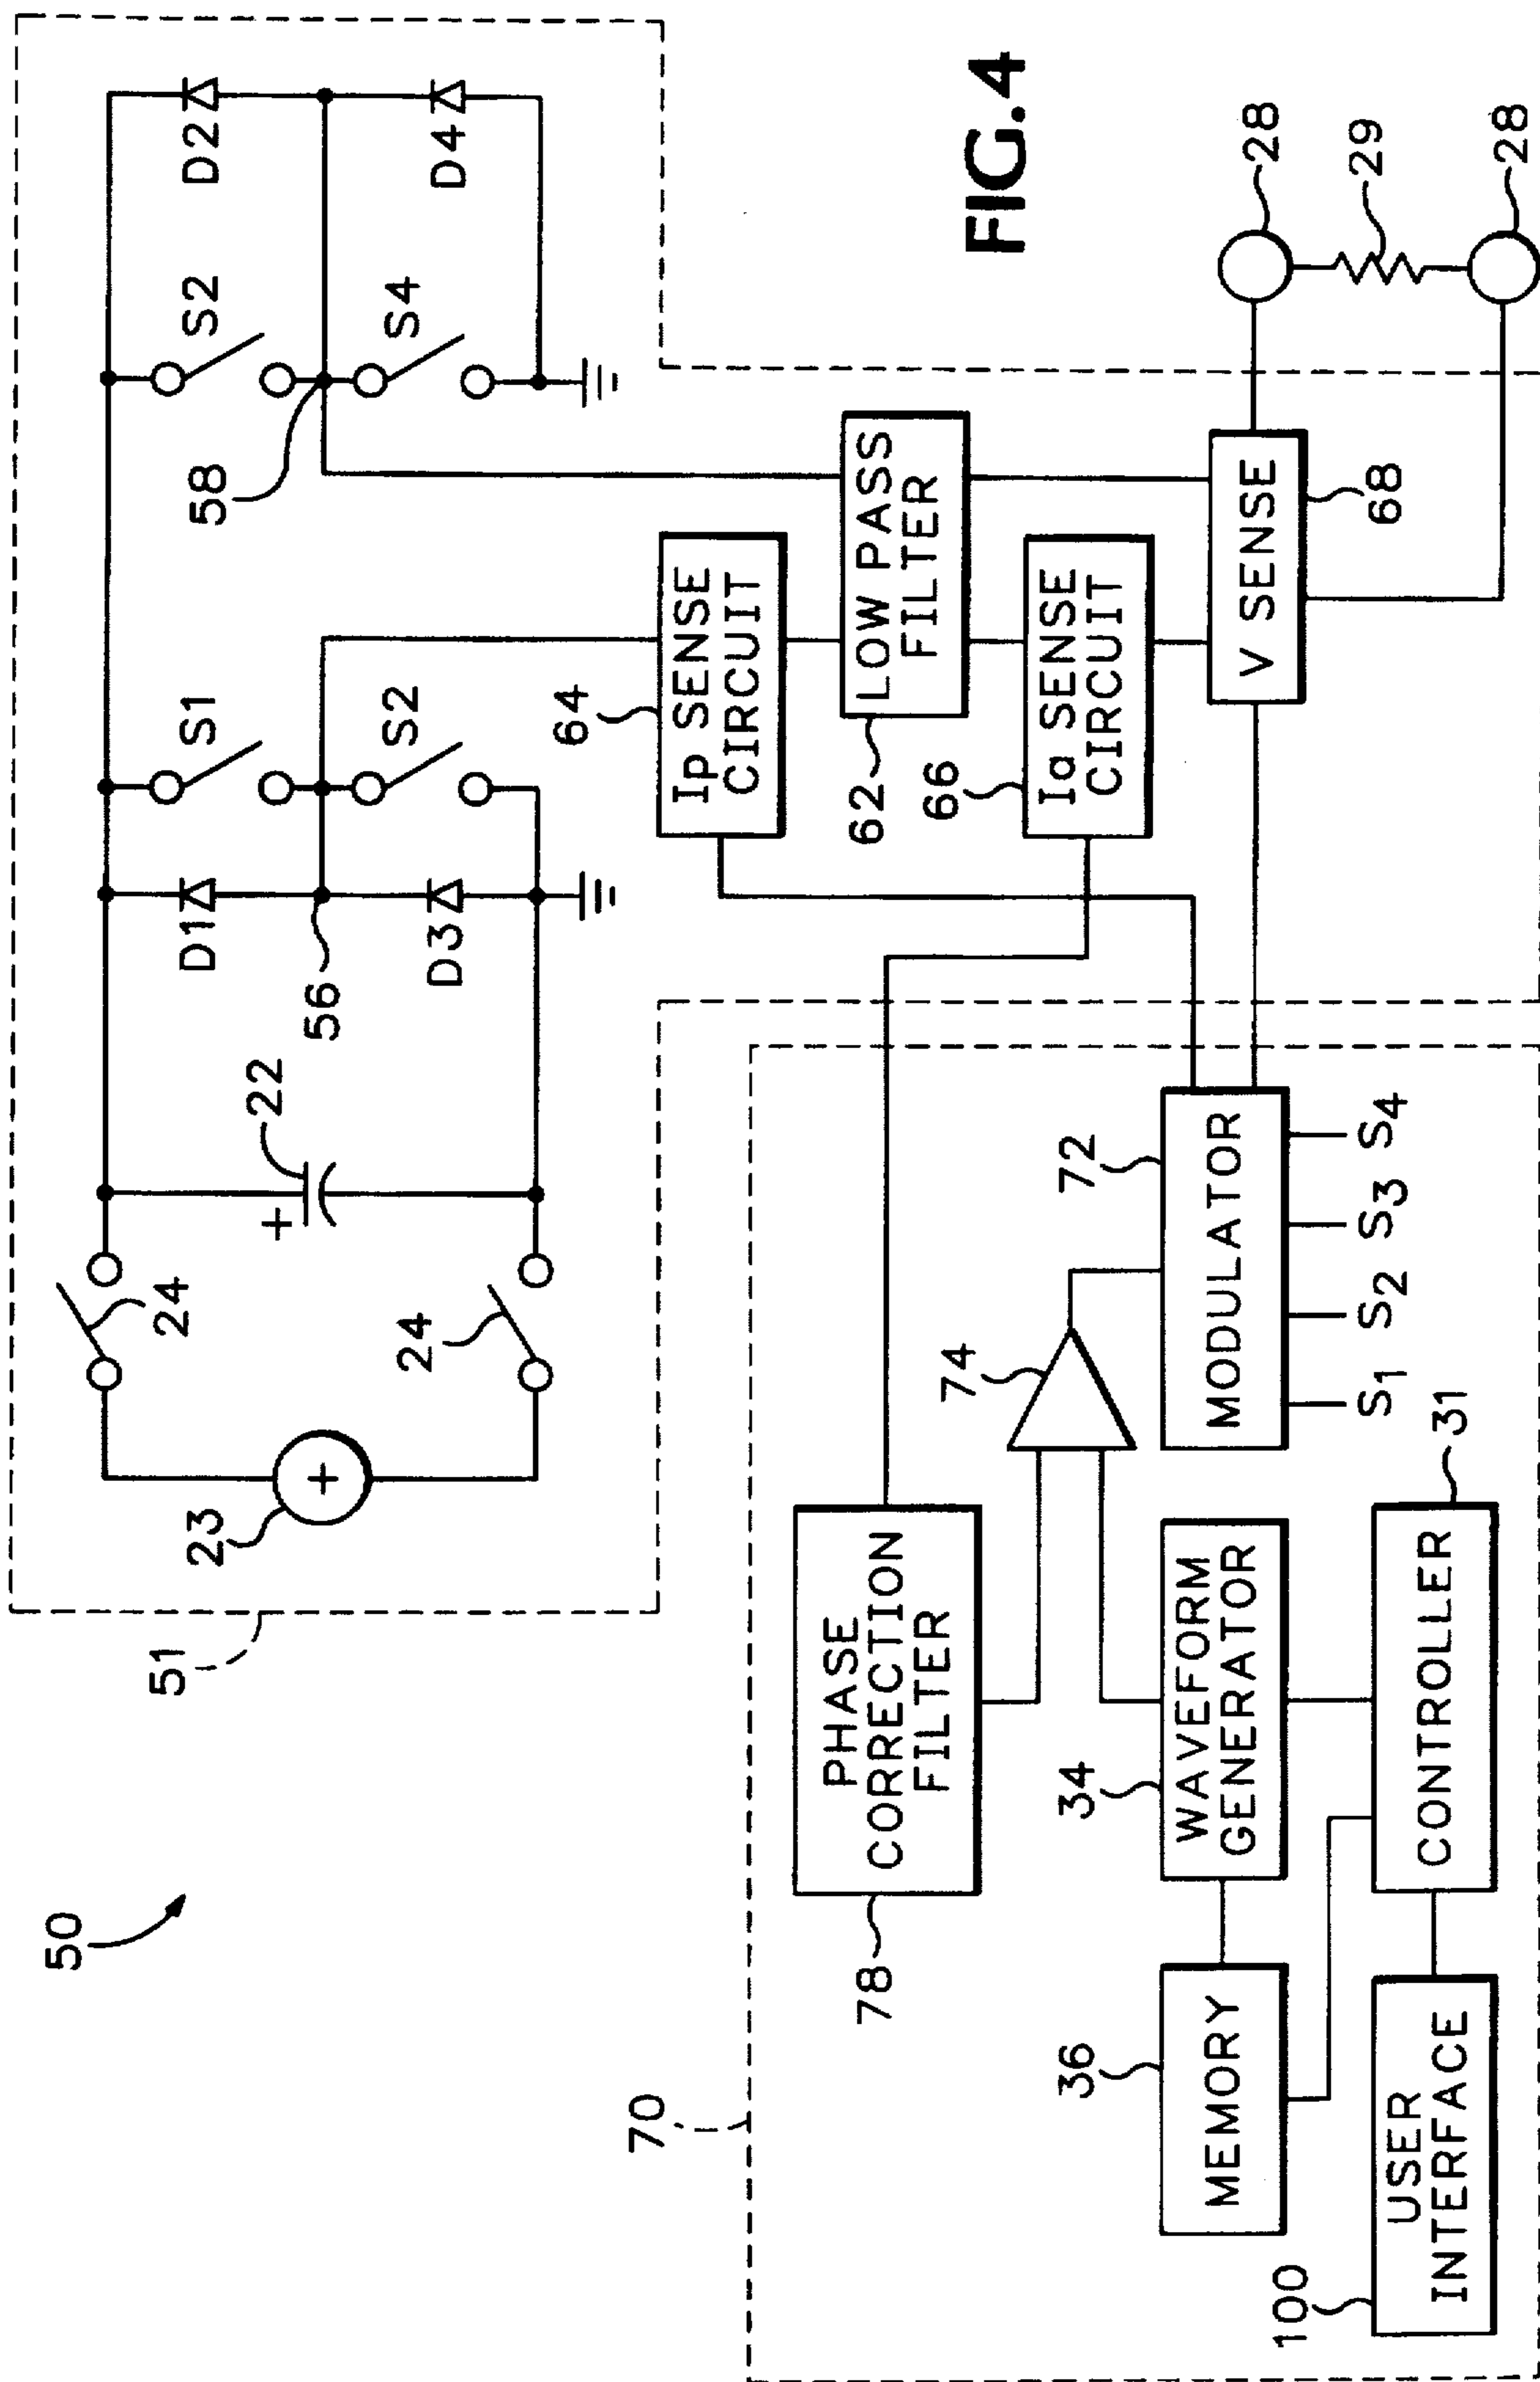 50
51
23
24
24
22
+
+
56
D1
D3
S1
S2
58
S2
S4
D2
D4
64
Ip SENSE
CIRCUIT
62
LOW PASS
FILTER
66
Ia SENSE
CIRCUIT
V SENSE
68
28
29
28
FIG.4
70
78
PHASE
CORRECTION
FILTER
74
72
MODULATOR
S1
S2
S3
S4
36
MEMORY
34
WAVEFORM
GENERATOR
31
CONTROLLER
100
USER
INTERFACE